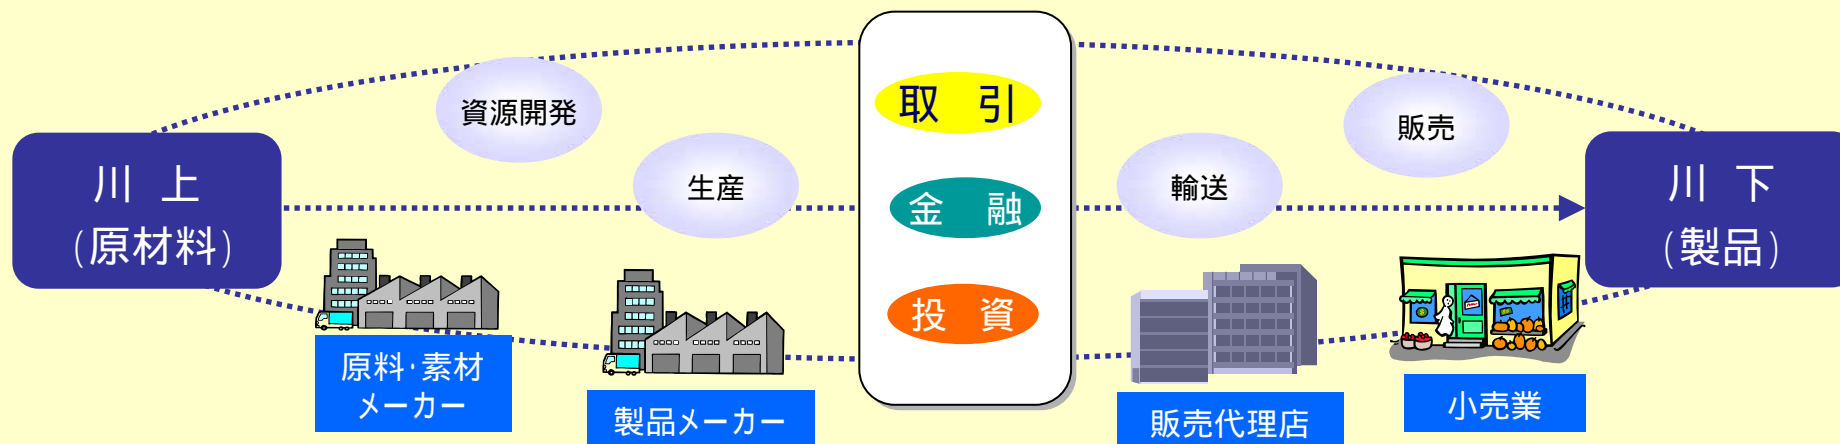 川 上
(原材料)
資源開発
生産
原料・素材
メーカー
製品メーカー
取 引
金 融
投 資
輸送
販売
販売代理店
小売業
川 下
(製品)